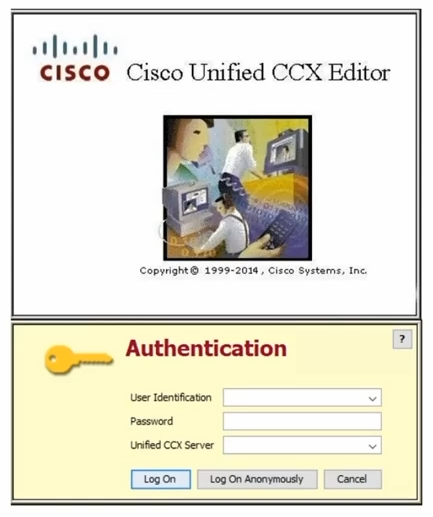 CISCO Cisco Unified CCX Editor
Copyright© 1999-2014, Cisco Systems, Inc.
?
Authentication
User Identification
Password
Unified CCX Server
Log On Log On Anonymously Cancel